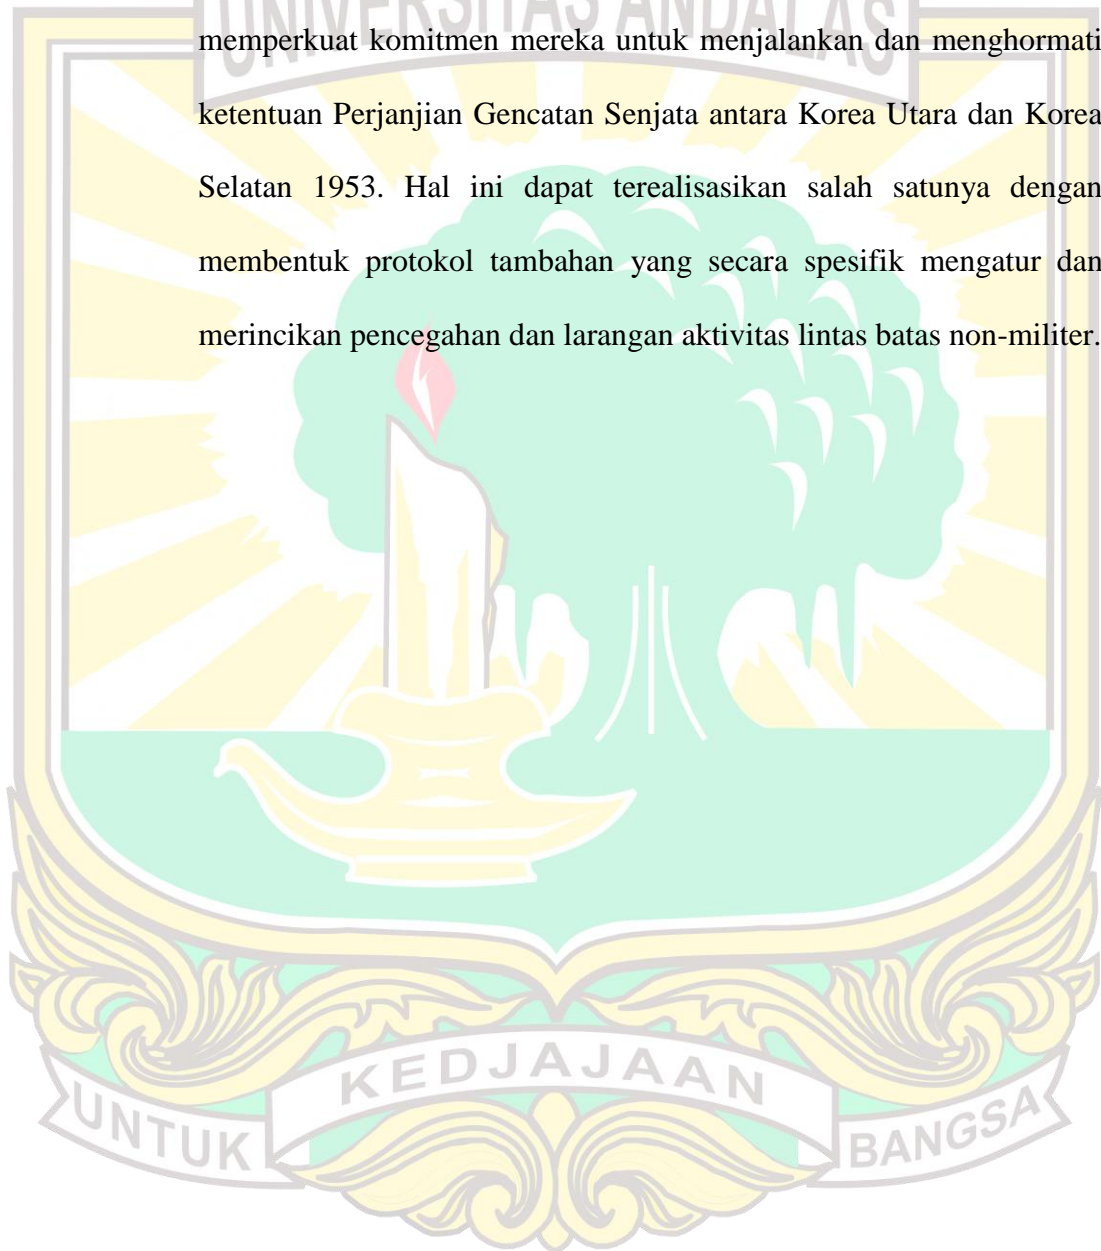 UNIVERSITAS ANDALAS
memperkuat komitmen mereka untuk menjalankan dan menghormati
ketentuan Perjanjian Gencatan Senjata antara Korea Utara dan Korea
Selatan 1953. Hal ini dapat terealisasikan salah satunya dengan
membentuk protokol tambahan yang secara spesifik mengatur dan
merincikan pencegahan dan larangan aktivitas lintas batas non-militer.
KEDJAJAAN
UNTUK
BANGSA